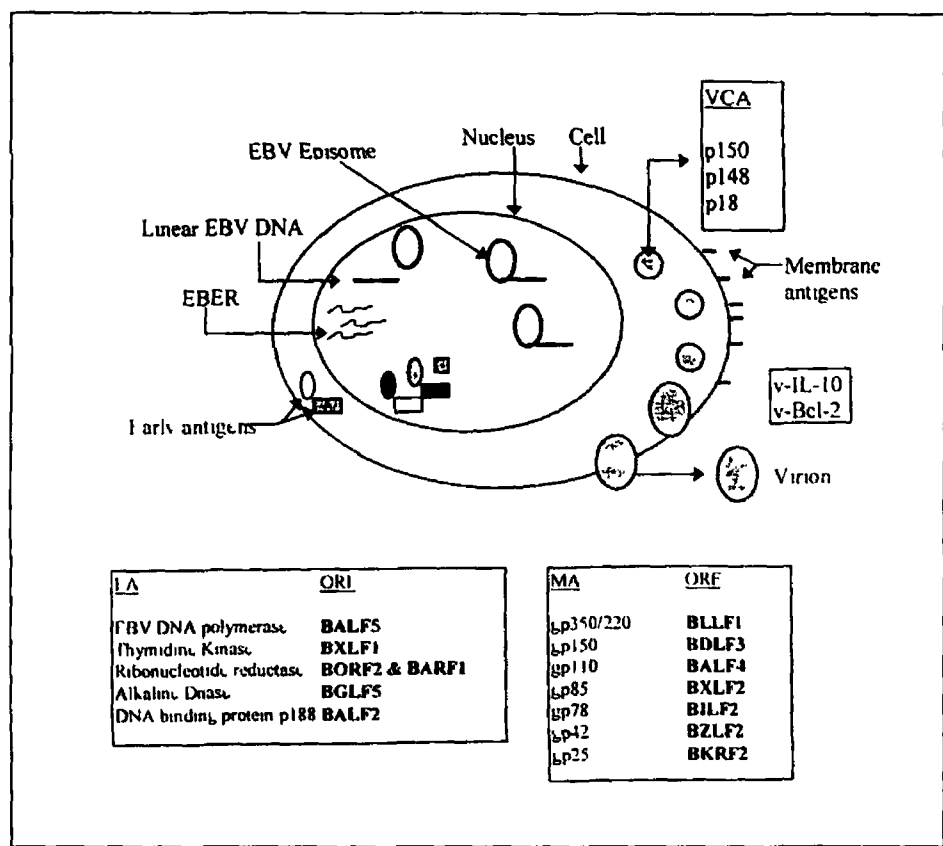 VCA
p150
p148
p18
Nucleus
Cell
EBV Episome
Linear EBV DNA
EBER
Early antigens
Membrane
antigens
v-IL-10
v-Bcl-2
Virion
EA ORF
EBV DNA polymerase BALF5
Thymidine Kinase BXLF1
Ribonucleotide reductase BORF2 & BARF1
Alkaline Dnase BGLF5
DNA binding protein p188 BALF2
MA ORF
gp350/220 BLLF1
gp150 BDLF3
gp110 BALF4
gp85 BXLF2
gp78 BILF2
gp42 BZLF2
gp25 BKRF2